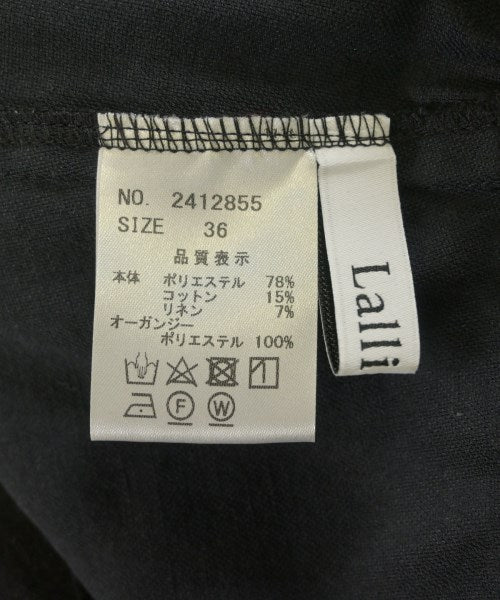 NO. 2412855
SIZE 36
品質表示
本体 ポリエステル 78%
コットン 15%
リネン 7%
オーガンジー
ポリエステル 100%
F W
Lalli